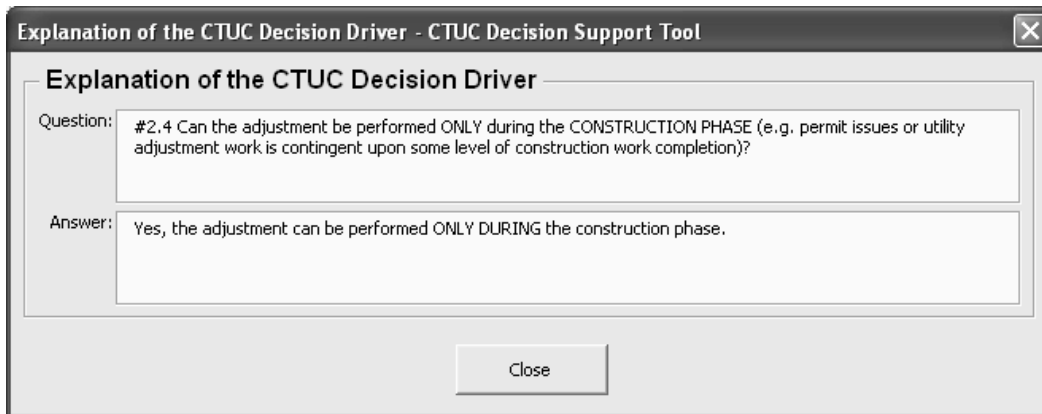 Explanation of the CTUC Decision Driver - CTUC Decision Support Tool
Explanation of the CTUC Decision Driver
Question:
#2.4 Can the adjustment be performed ONLY during the CONSTRUCTION PHASE (e.g. permit issues or utility
adjustment work is contingent upon some level of construction work completion)?
Answer:
Yes, the adjustment can be performed ONLY DURING the construction phase.
Close